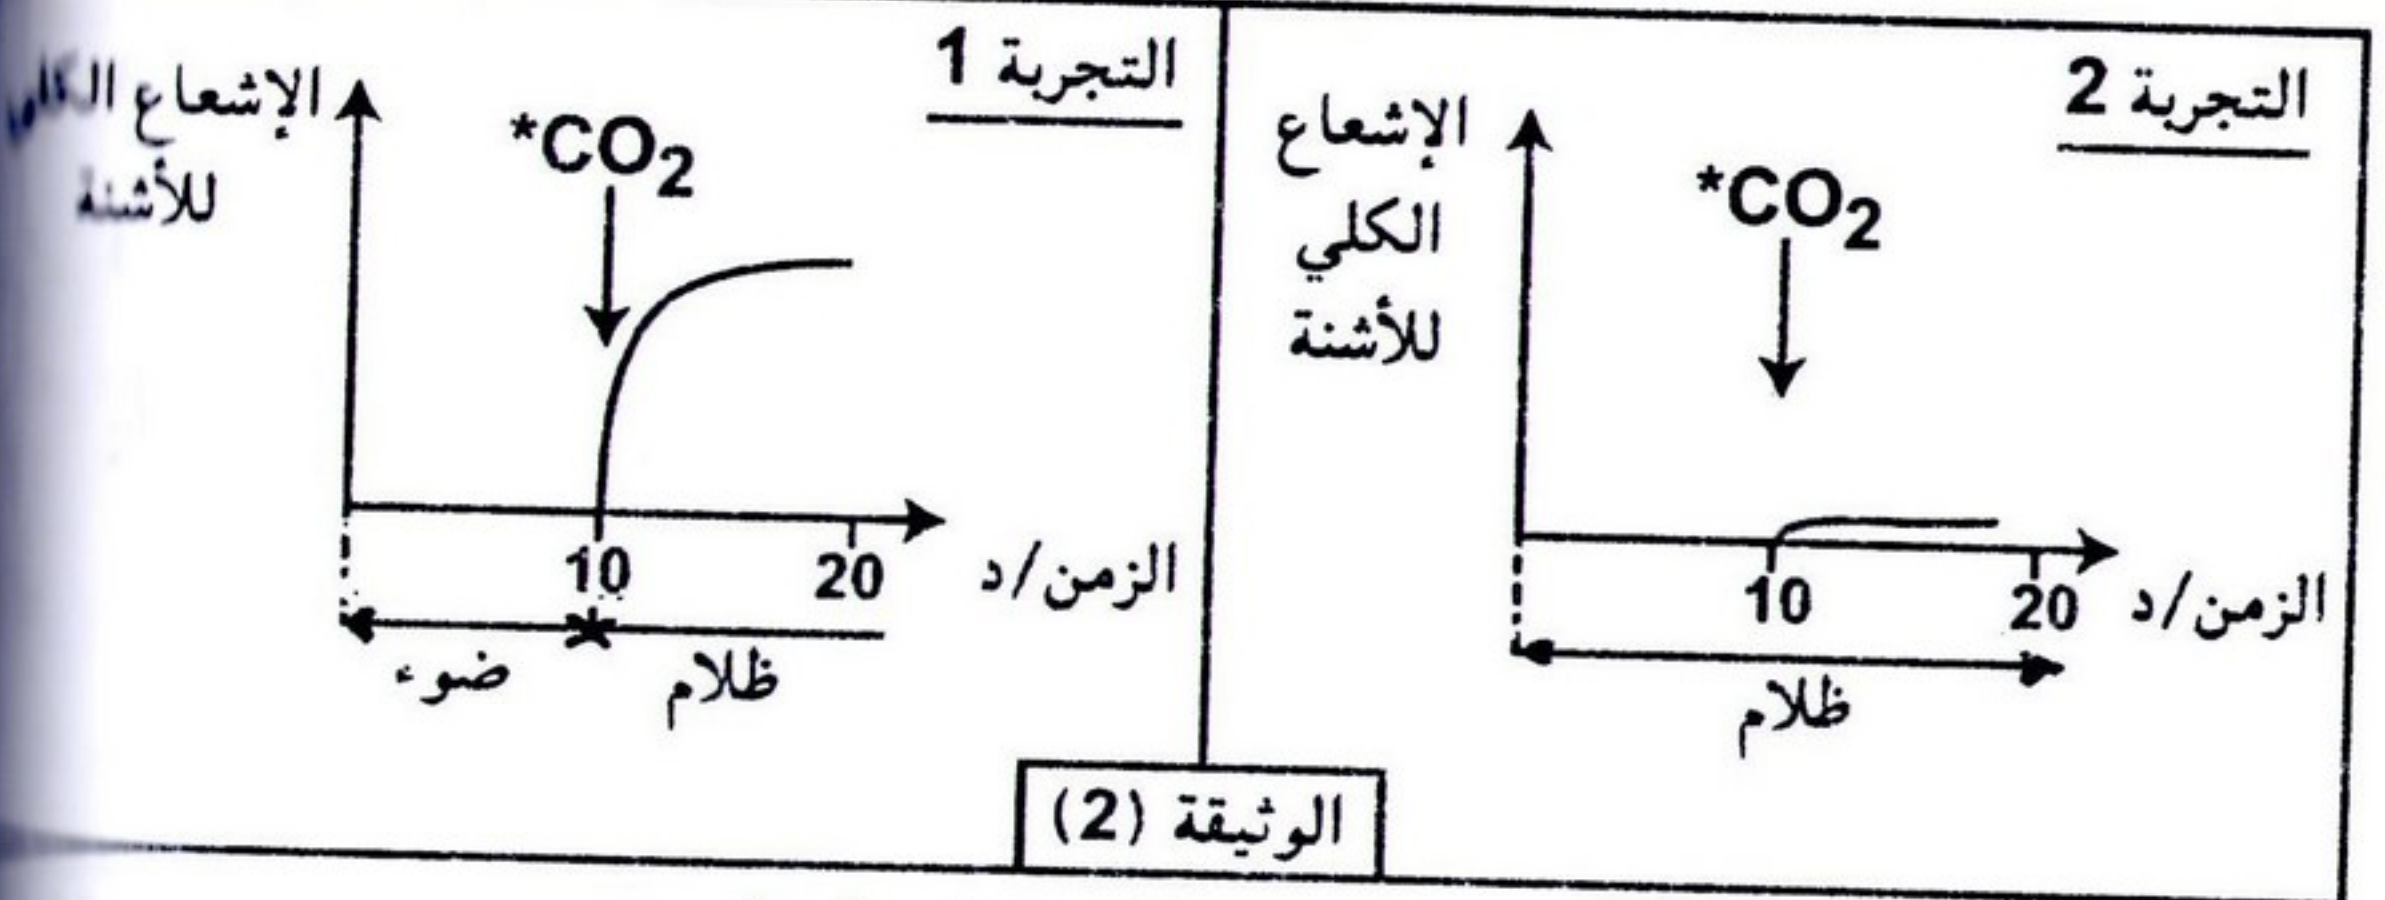 التجربة 1
الإشعاع الكلي
للأشنة
*CO2
10
20
الزمن/د
ضوء
ظلام
التجربة 2
الإشعاع
الكلي
للأشنة
*CO2
10
20
الزمن/د
ظلام
الوثيقة (2)